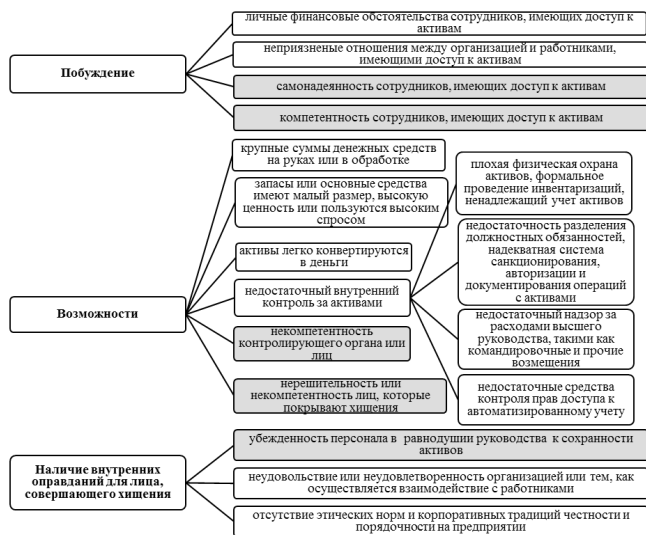 личные финансовые обстоятельства сотрудников, имеющих доступ к
активам
неприязненые отношения между организацией и работниками,
имеющими доступ к активам
Побуждение
самонадеянность сотрудников, имеющих доступ к активам
компетентность сотрудников, имеющих доступ к активам
крупные суммы денежных средств
на руках или в обработке
запасы или основные средства
имеют малый размер, высокую
ценность или пользуются высоким
спросом
активы легко конвертируются
в деньги
Возможности
недостаточный внутренний
контроль за активами
некомпетентность
контролирующего органа или
лиц
нерешительность или
некомпетентность лиц, которые
покрывают хищения
плохая физическая охрана
активов, формальное
проведение инвентаризаций,
ненадлежащий учет активов
недостаточность разделения
должностных обязанностей,
надекватная система
санкционирования,
авторизации и
документирования операций
с активами
недостаточный надзор за
расходами высшего
руководства, такими как
командировочные и прочие
возмещения
недостаточные средства
контроля прав доступа к
автоматизированному учету
убежденность персонала в равнодушии руководства к сохранности
активов
Наличие внутренних
оправданий для лица,
совершающего хищения
неудовольствие или неудовлетворенность организацией или тем, как
осуществляется взаимодействие с работниками
отсутствие этических норм и корпоративных традиций честности и
порядочности на предприятии